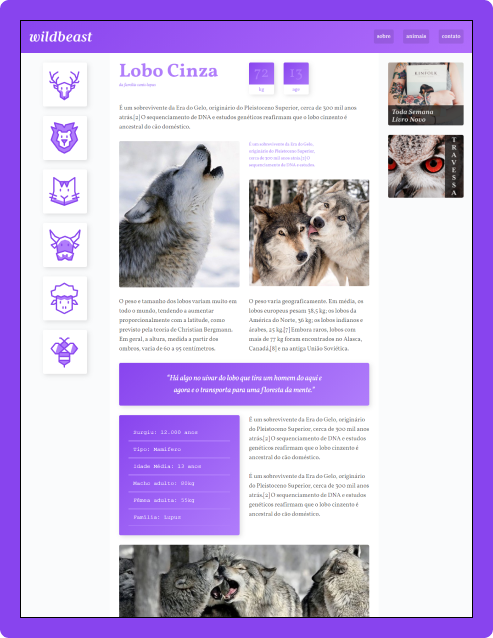 wildbeast
sobre
animais
contato
Lobo Cinza
da família canis lupus
72
kg
13
ago
É um sobrevivente da Era do Gelo, originário do Pleistoceno Superior, cerca de 300 mil anos
atrás.[2]O sequenciamento de DNA e estudos genéticos reafirmam que o lobo cinzento é
ancestral do cão doméstico.
É um sobrevivente da Era do Gelo,
originário do Pleistoceno Superior,
cerca de 300 mil anos atrás.[2]O
sequenciamento de DNA e estudos.
O peso e tamanho dos lobos variam muito em
todo o mundo, tendendo a aumentar
proporcionalmente com a latitude, como
previsto pela teoria de Christian Bergmann.
Em geral, a altura, medida a partir dos
ombros, varia de 60 a 95 centímetros.
O peso varia geograficamente. Em média, os
lobos europeus pesam 38,5 kg; os lobos da
América do Norte, 36 kg; os lobos indianos e
árabes, 25 kg.[7]Embora raros, lobos com
mais de 77 kg foram encontrados no Alasca,
Canadá,[8] e na antiga União Soviética.
"Há algo no uivar do lobo que tira um homem do aqui e
agora e o transporta para uma floresta da mente."
Surgiu: 12.000 anos
Tipo: Mamífero
Idade Média: 13 anos
Macho adulto: 80kg
Fêmea adulta: 55kg
Família: Lupus
É um sobrevivente da Era do Gelo, originário
do Pleistoceno Superior, cerca de 300 mil anos
atrás.[2]O sequenciamento de DNA e estudos
genéticos reafirmam que o lobo cinzento é
ancestral do cão doméstico.
É um sobrevivente da Era do Gelo, originário
do Pleistoceno Superior, cerca de 300 mil anos
atrás.[2]O sequenciamento de DNA e estudos
genéticos reafirmam que o lobo cinzento é
ancestral do cão doméstico.
KINFOLK
Toda Semana
Livro Novo
TRAVESSA